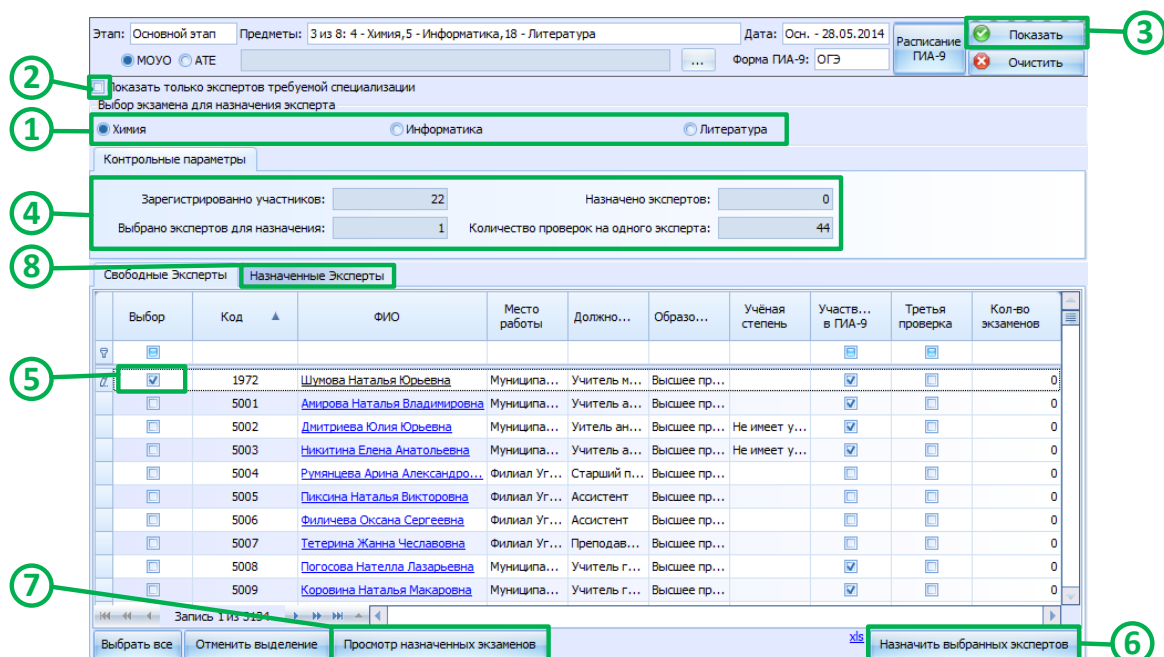 Этап: Основной этап Предметы: 3 из 8: 4 - Химия,5 - Информатика,18 - Литература Дата: Осн. - 28.05.2014 Расписание ГИА-9 Показать 3
МОУО АТЕ ... Форма ГИА-9: ОГЭ Очистить
2 Показать только экспертов требуемой специализации
Выбор экзамена для назначения эксперта
1 Химия Информатика Литература
Контрольные параметры
4 Зарегистрированно участников: 22 Назначено экспертов: 0
Выбрано экспертов для назначения: 1 Количество проверок на одного эксперта: 44
8 Свободные Эксперты Назначенные Эксперты
Выбор Код ФИО Место работы Должно... Образо... Учёная степень Участв... в ГИА-9 Третья проверка Кол-во экзаменов
5 1972 Шумова Наталья Юрьевна Муниципа... Учитель м... Высшее пр... 0
5001 Амирова Наталья Владимировна Муниципа... Учитель а... Высшее пр... 0
5002 Дмитриева Юлия Юрьевна Муниципа... Уитель ан... Высшее пр... Не имеет у... 0
5003 Никитина Елена Анатольевна Муниципа... Учитель а... Высшее пр... Не имеет у... 0
5004 Румянцева Арина Александро... Филиал Уг... Старший п... Высшее пр... 0
5005 Пиксина Наталья Викторовна Филиал Уг... Ассистент Высшее пр... 0
5006 Филичева Оксана Сергеевна Филиал Уг... Ассистент Высшее пр... 0
5007 Тетерина Жанна Чеславовна Филиал Уг... Преподав... Высшее пр... 0
5008 Погосова Нателла Лазарьевна Муниципа... Учитель г... Высшее пр... 0
7 5009 Коровина Наталья Макаровна Муниципа... Учитель г... Высшее пр... 0
Запись 1 из 3134
Выбрать все Отменить выделение Просмотр назначенных экзаменов xls Назначить выбранных экспертов 6